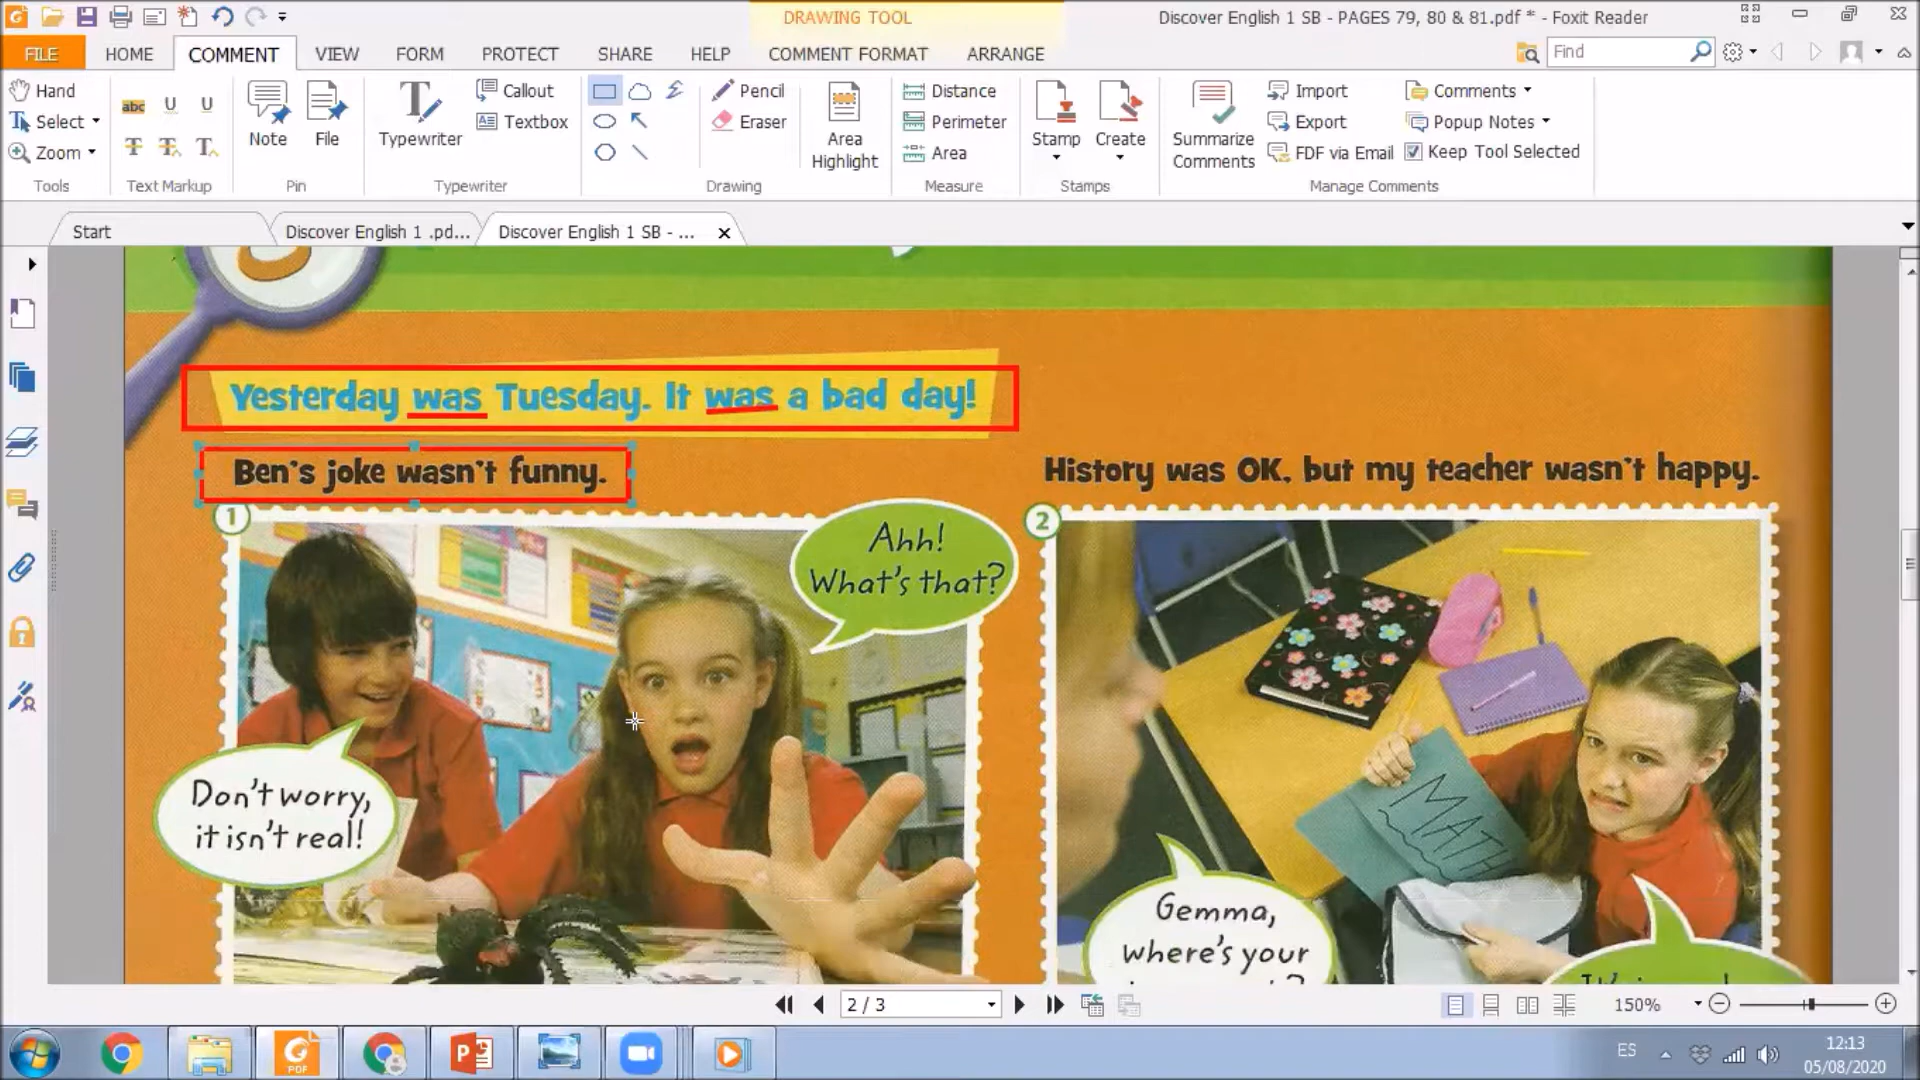 DRAWING TOOL
Discover English 1 SB - PAGES 79, 80 & 81.pdf * - Foxit Reader
FILE HOME COMMENT VIEW FORM PROTECT SHARE HELP COMMENT FORMAT ARRANGE Find
Hand
Select
Zoom
Tools
abc U U
T T T
Text Markup
Note File
Pin
Typewriter
Callout
Textbox
Typewriter
Pencil
Eraser
Area Highlight
Drawing
Distance
Perimeter
Area
Measure
Stamp Create
Stamps
Summarize Comments
Import
Export
FDF via Email
Comments
Popup Notes
Keep Tool Selected
Manage Comments
Start Discover English 1 .pd... Discover English 1 SB - ...
Yesterday was Tuesday. It was a bad day!
Ben's joke wasn't funny.
History was OK, but my teacher wasn't happy.
1
Ahh!
What's that?
2
Don't worry,
it isn't real!
MATH
Gemma,
where's your
2 / 3
150%
PDF
ES
12:13
05/08/2020